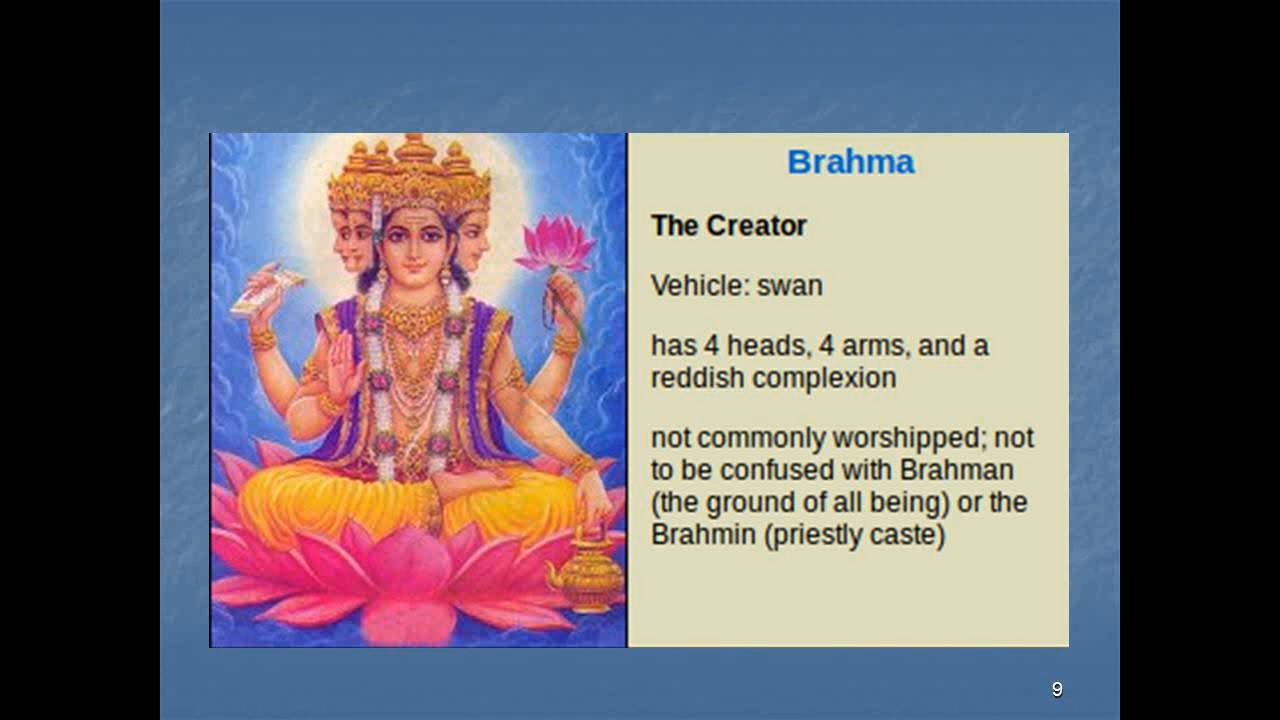 Brahma
The Creator
Vehicle: swan
has 4 heads, 4 arms, and a
reddish complexion
not commonly worshipped; not
to be confused with Brahman
(the ground of all being) or the
Brahmin (priestly caste)
9